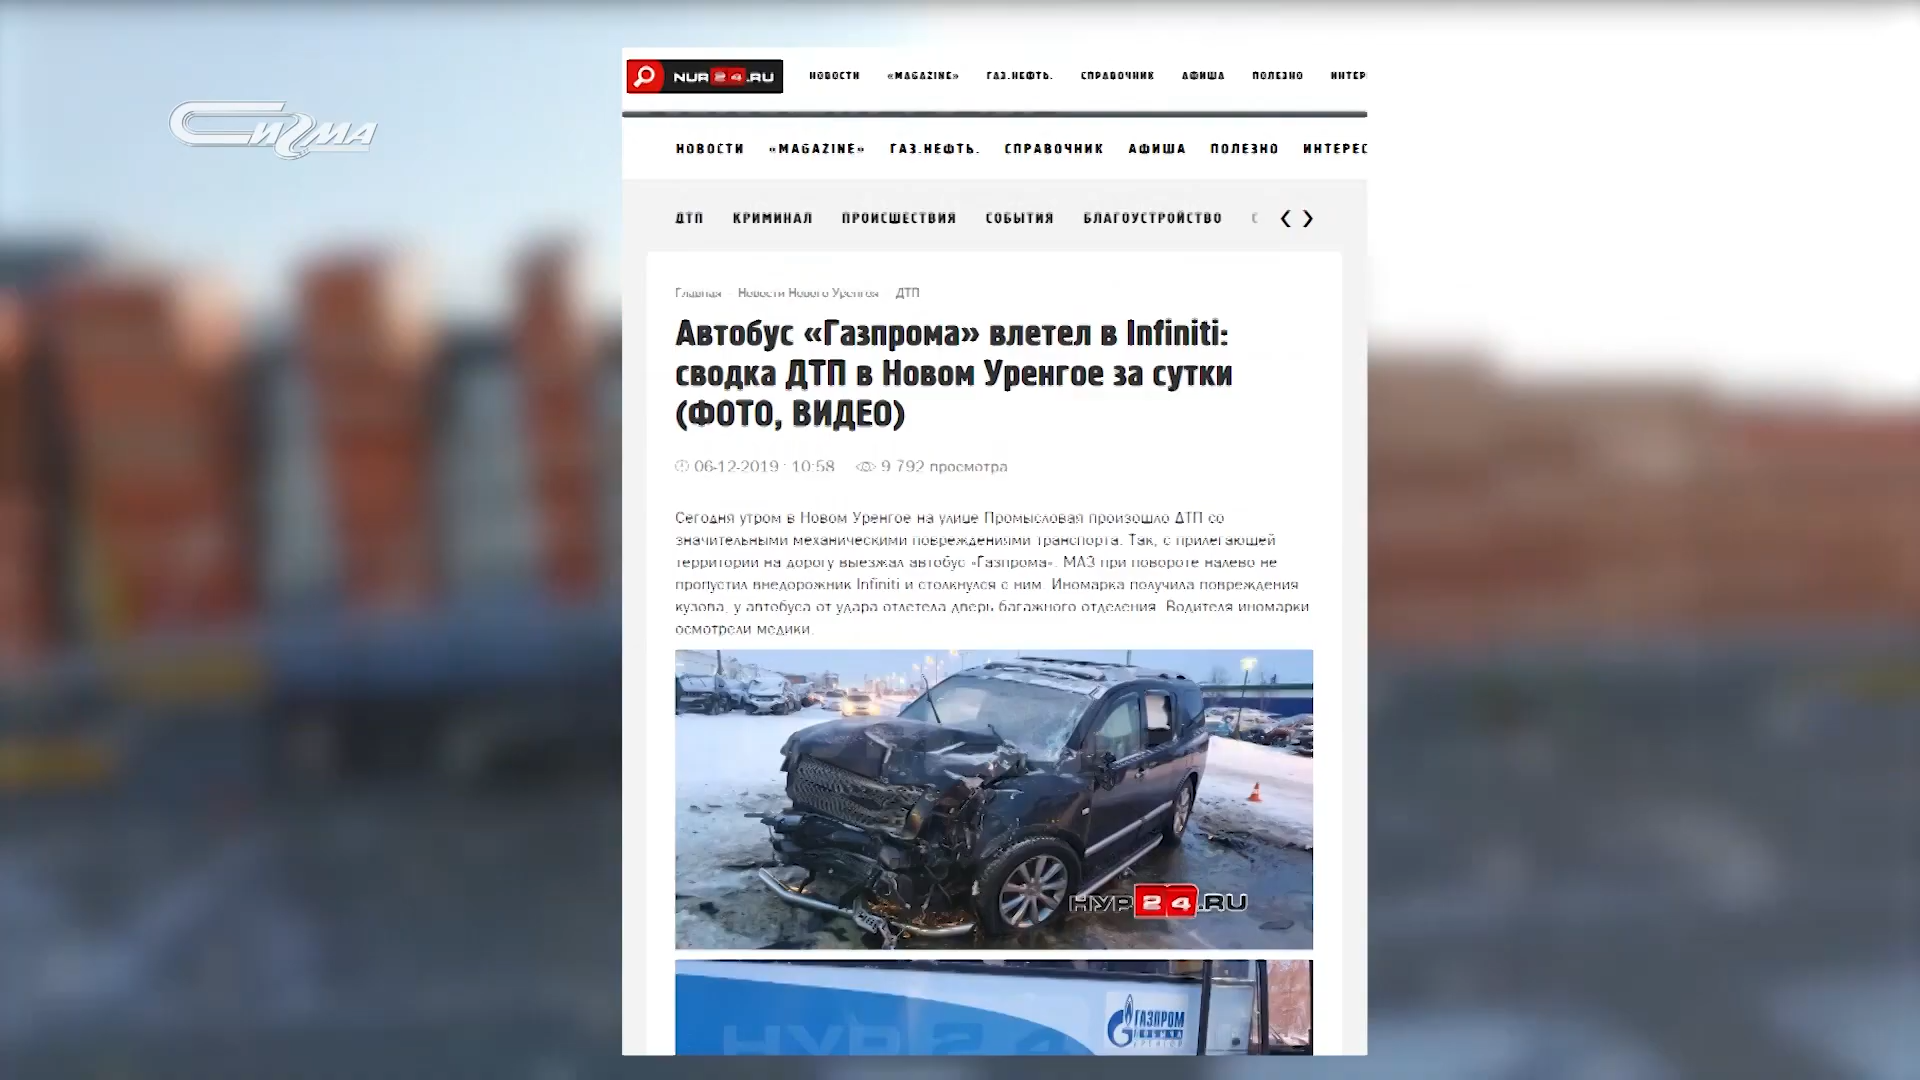 СИГМА
NUR24.RU НОВОСТИ «MAGAZINE» ГАЗ.НЕФТЬ. СПРАВОЧНИК АФИША ПОЛЕЗНО ИНТЕР
НОВОСТИ «MAGAZINE» ГАЗ.НЕФТЬ. СПРАВОЧНИК АФИША ПОЛЕЗНО ИНТЕРЕС
ДТП КРИМИНАЛ ПРОИСШЕСТВИЯ СОБЫТИЯ БЛАГОУСТРОЙСТВО С
Главная Новости Нового Уренгоя ДТП
Автобус «Газпрома» влетел в Infiniti:
сводка ДТП в Новом Уренгое за сутки
(ФОТО, ВИДЕО)
06-12-2019 : 10:58 9 792 просмотра
Сегодня утром в Новом Уренгое на улице Промысловая произошло ДТП со
значительными механическими повреждениями транспорта. Так, с прилегающей
территории на дорогу выезжал автобус «Газпрома». МАЗ при повороте налево не
пропустил внедорожник Infiniti и столкнулся с ним. Иномарка получила повреждения
кузова, у автобуса от удара отлетела дверь багажного отделения. Водителя иномарки
осмотрели медики.
НУР24.RU
ГАЗПРОМ
ДОБЫЧА
УРЕНГОЙ
НУР 24